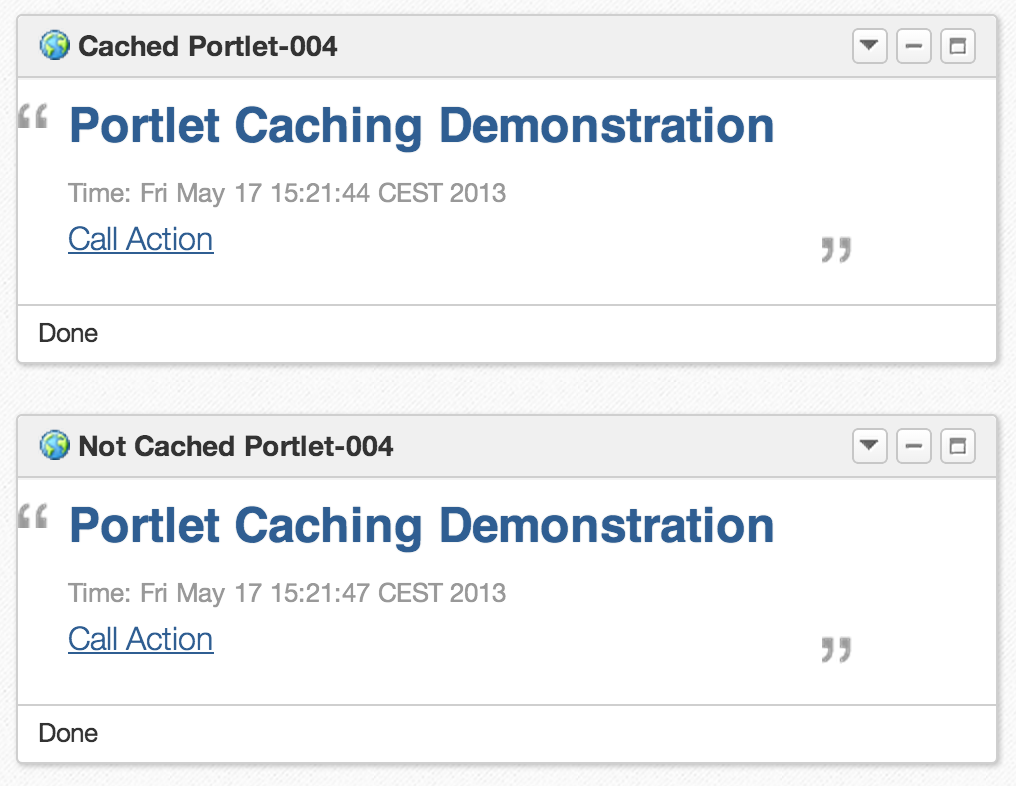 Cached Portlet-004
“ Portlet Caching Demonstration
Time: Fri May 17 15:21:44 CEST 2013
Call Action
”
Done
Not Cached Portlet-004
“ Portlet Caching Demonstration
Time: Fri May 17 15:21:47 CEST 2013
Call Action
”
Done